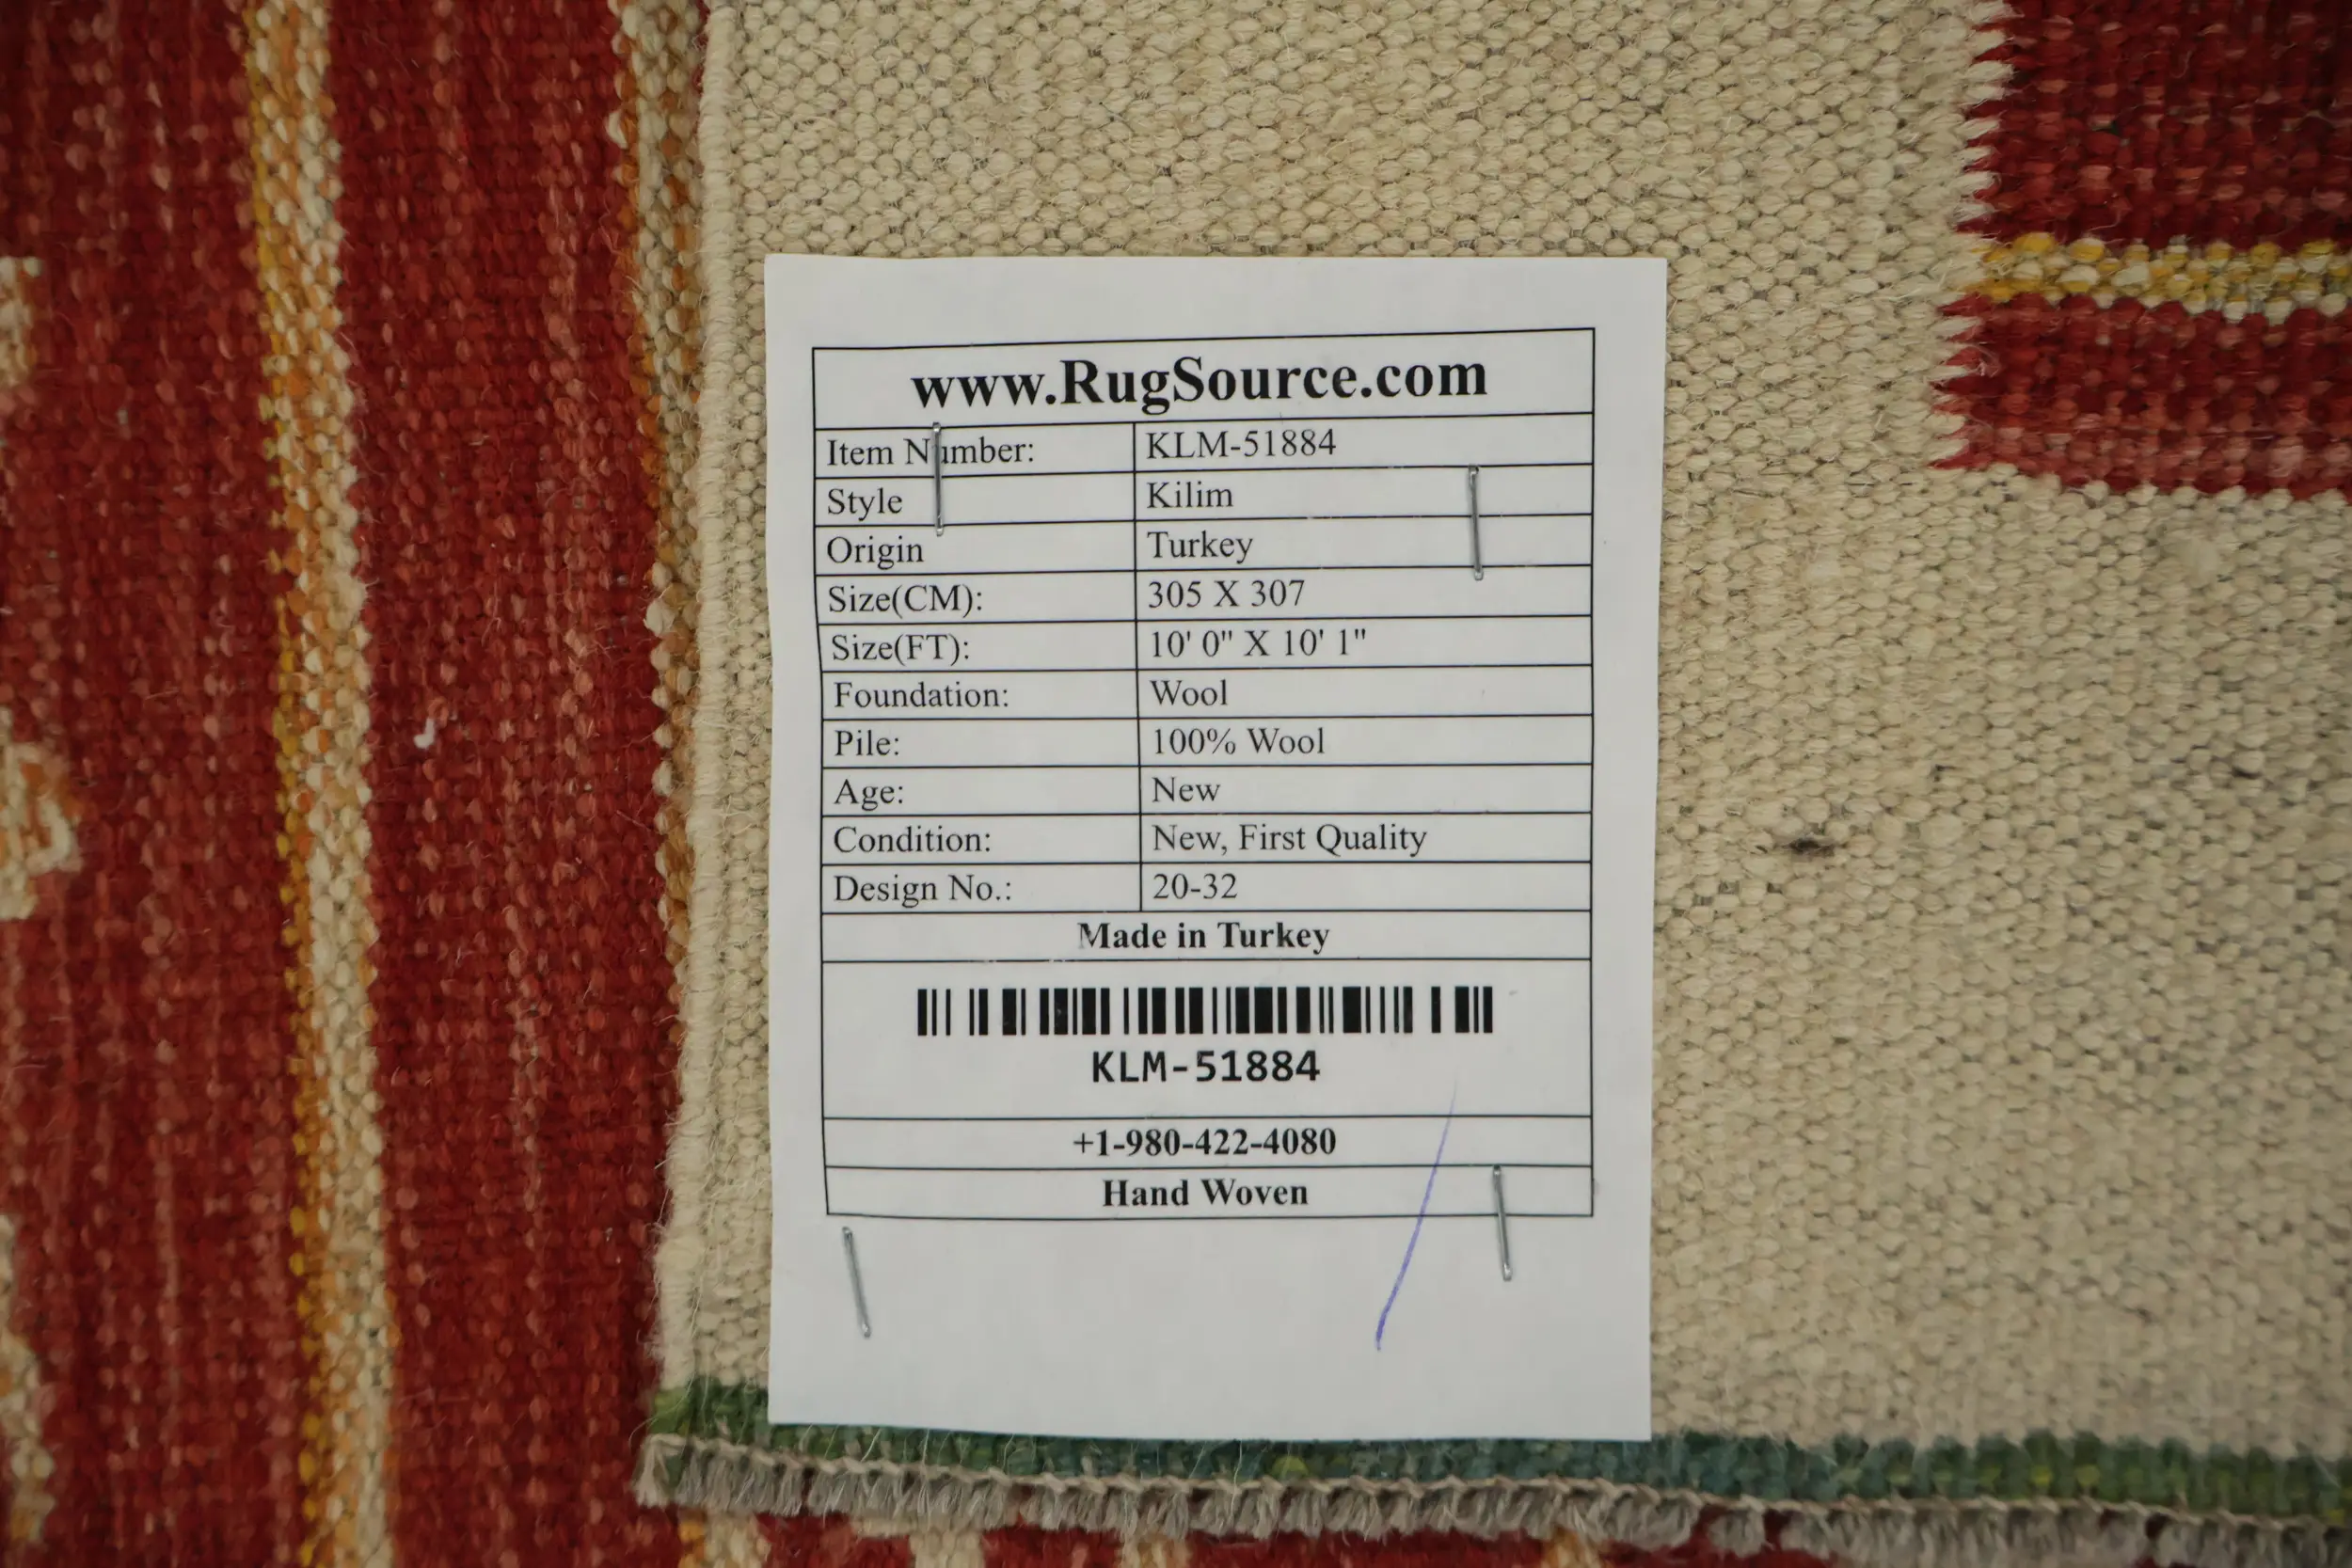 www.RugSource.com
Item Number: KLM-51884
Style Kilim
Origin Turkey
Size(CM): 305 X 307
Size(FT): 10' 0" X 10' 1"
Foundation: Wool
Pile: 100% Wool
Age: New
Condition: New, First Quality
Design No.: 20-32
Made in Turkey
KLM-51884
+1-980-422-4080
Hand Woven